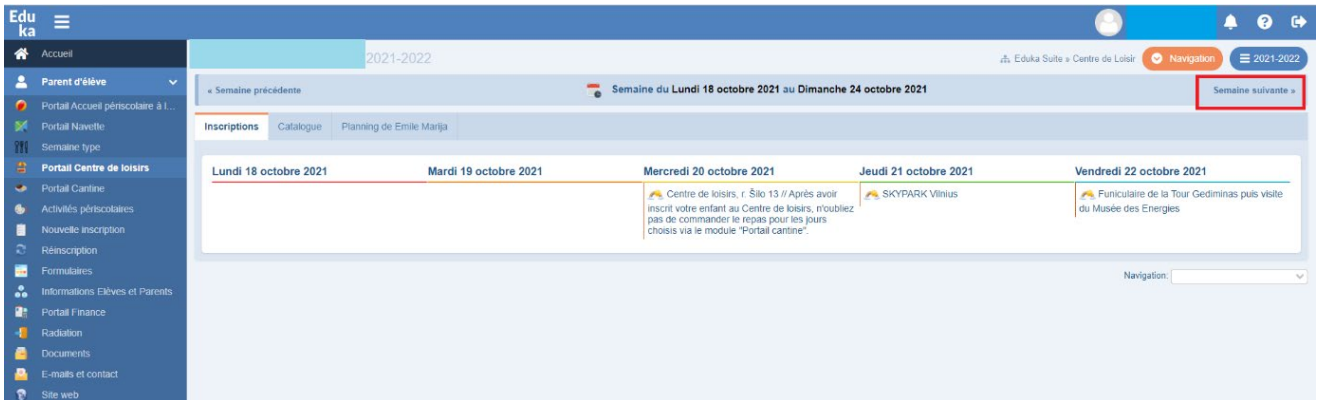 Edu
ka
Accueil
2021-2022
Eduka Suite » Centre de Loisir
Navigation
2021-2022
Parent d'élève
Portail Accueil périscolaire à l...
Portail Navette
Semaine type
Portail Centre de loisirs
Portail Cantine
Activités périscolaires
Nouvelle inscription
Réinscription
Formulaires
Informations Elèves et Parents
Portail Finance
Radiation
Documents
E-mails et contact
Site web
« Semaine précédente
Semaine du Lundi 18 octobre 2021 au Dimanche 24 octobre 2021
Semaine suivante »
Inscriptions
Catalogue
Planning de Emile Marija
Lundi 18 octobre 2021
Mardi 19 octobre 2021
Mercredi 20 octobre 2021
Centre de loisirs, r. Šilo 13 // Après avoir
inscrit votre enfant au Centre de loisirs, n'oubliez
pas de commander le repas pour les jours
choisis via le module "Portail cantine".
Jeudi 21 octobre 2021
SKYPARK Vilnius
Vendredi 22 octobre 2021
Funiculaire de la Tour Gediminas puis visite
du Musée des Energies
Navigation: